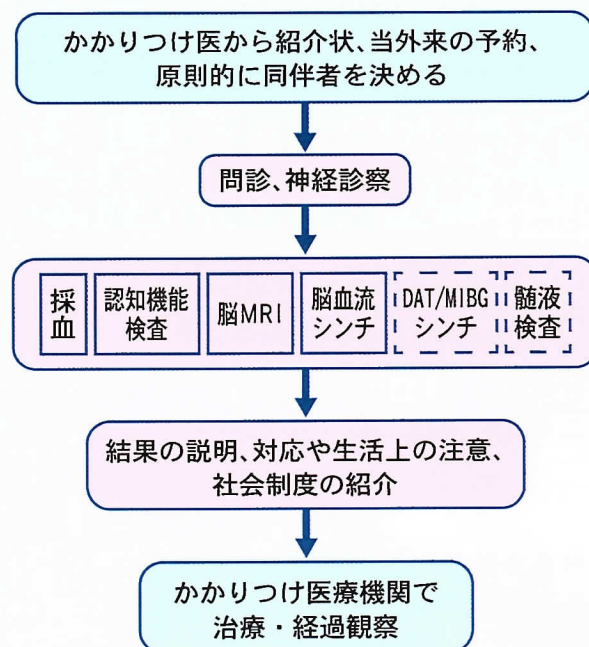 かかりつけ医から紹介状、当外来の予約、
原則的に同伴者を決める
問診、神経診察
採血
認知機能
検査
脳MRI
脳血流
シンチ
DAT/MIBG
シンチ
髄液
検査
結果の説明、対応や生活上の注意、
社会制度の紹介
かかりつけ医療機関で
治療・経過観察